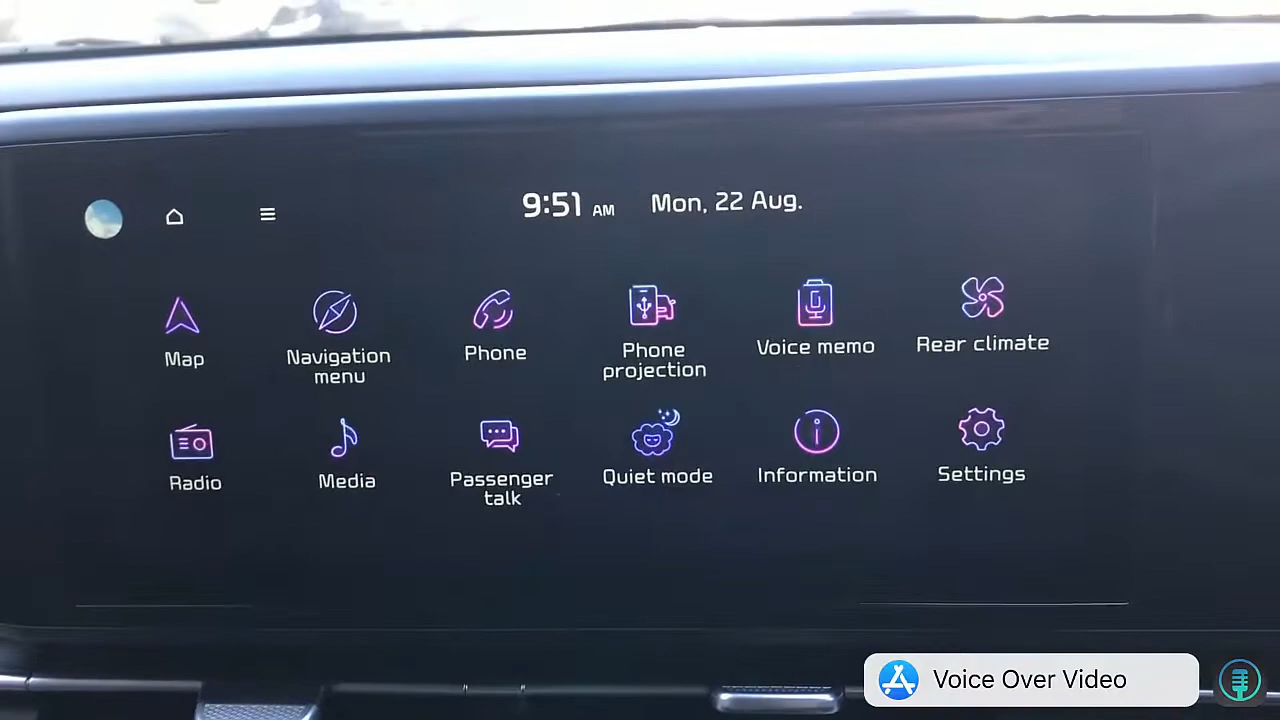 9:51 AM Mon, 22 Aug.
Map
Navigation
menu
Phone
Phone
projection
Voice memo
Rear climate
Radio
Media
Passenger
talk
Quiet mode
Information
Settings
Voice Over Video